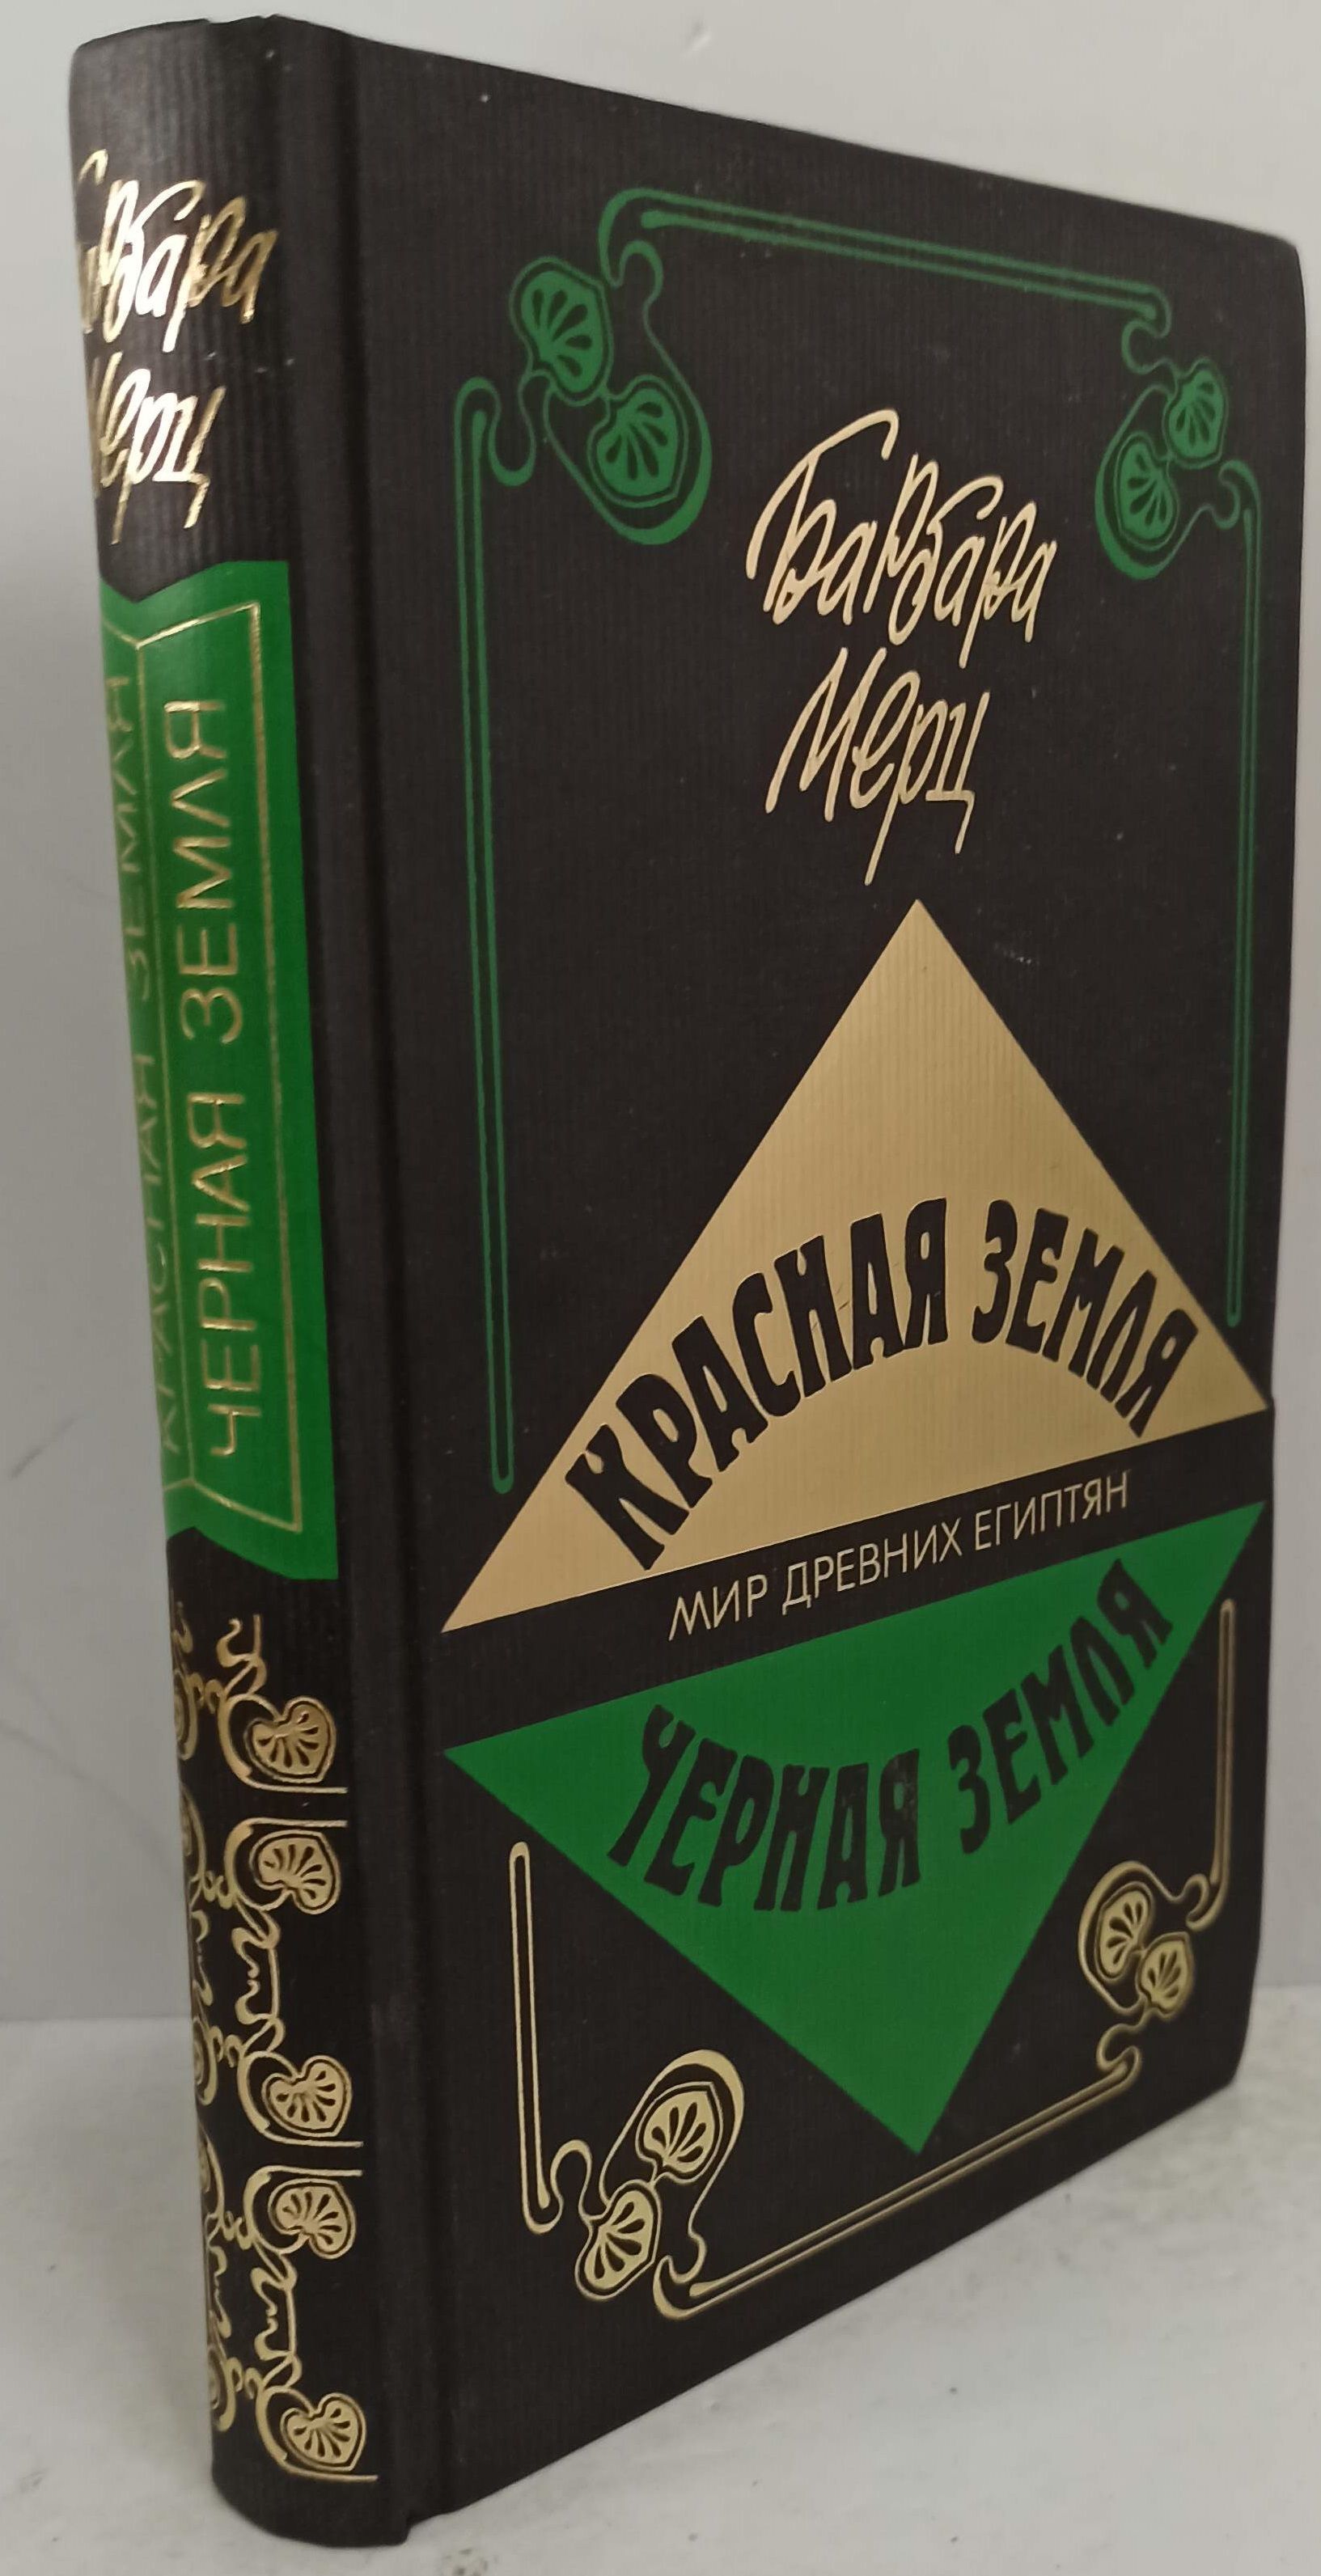 Барбара
Мерц
КРАСНАЯ ЗЕМЛЯ
ЧЕРНАЯ ЗЕМЛЯ
Барбара
Мерц
КРАСНАЯ ЗЕМЛЯ
МИР ДРЕВНИХ ЕГИПТЯН
ЧЕРНАЯ ЗЕМЛЯ